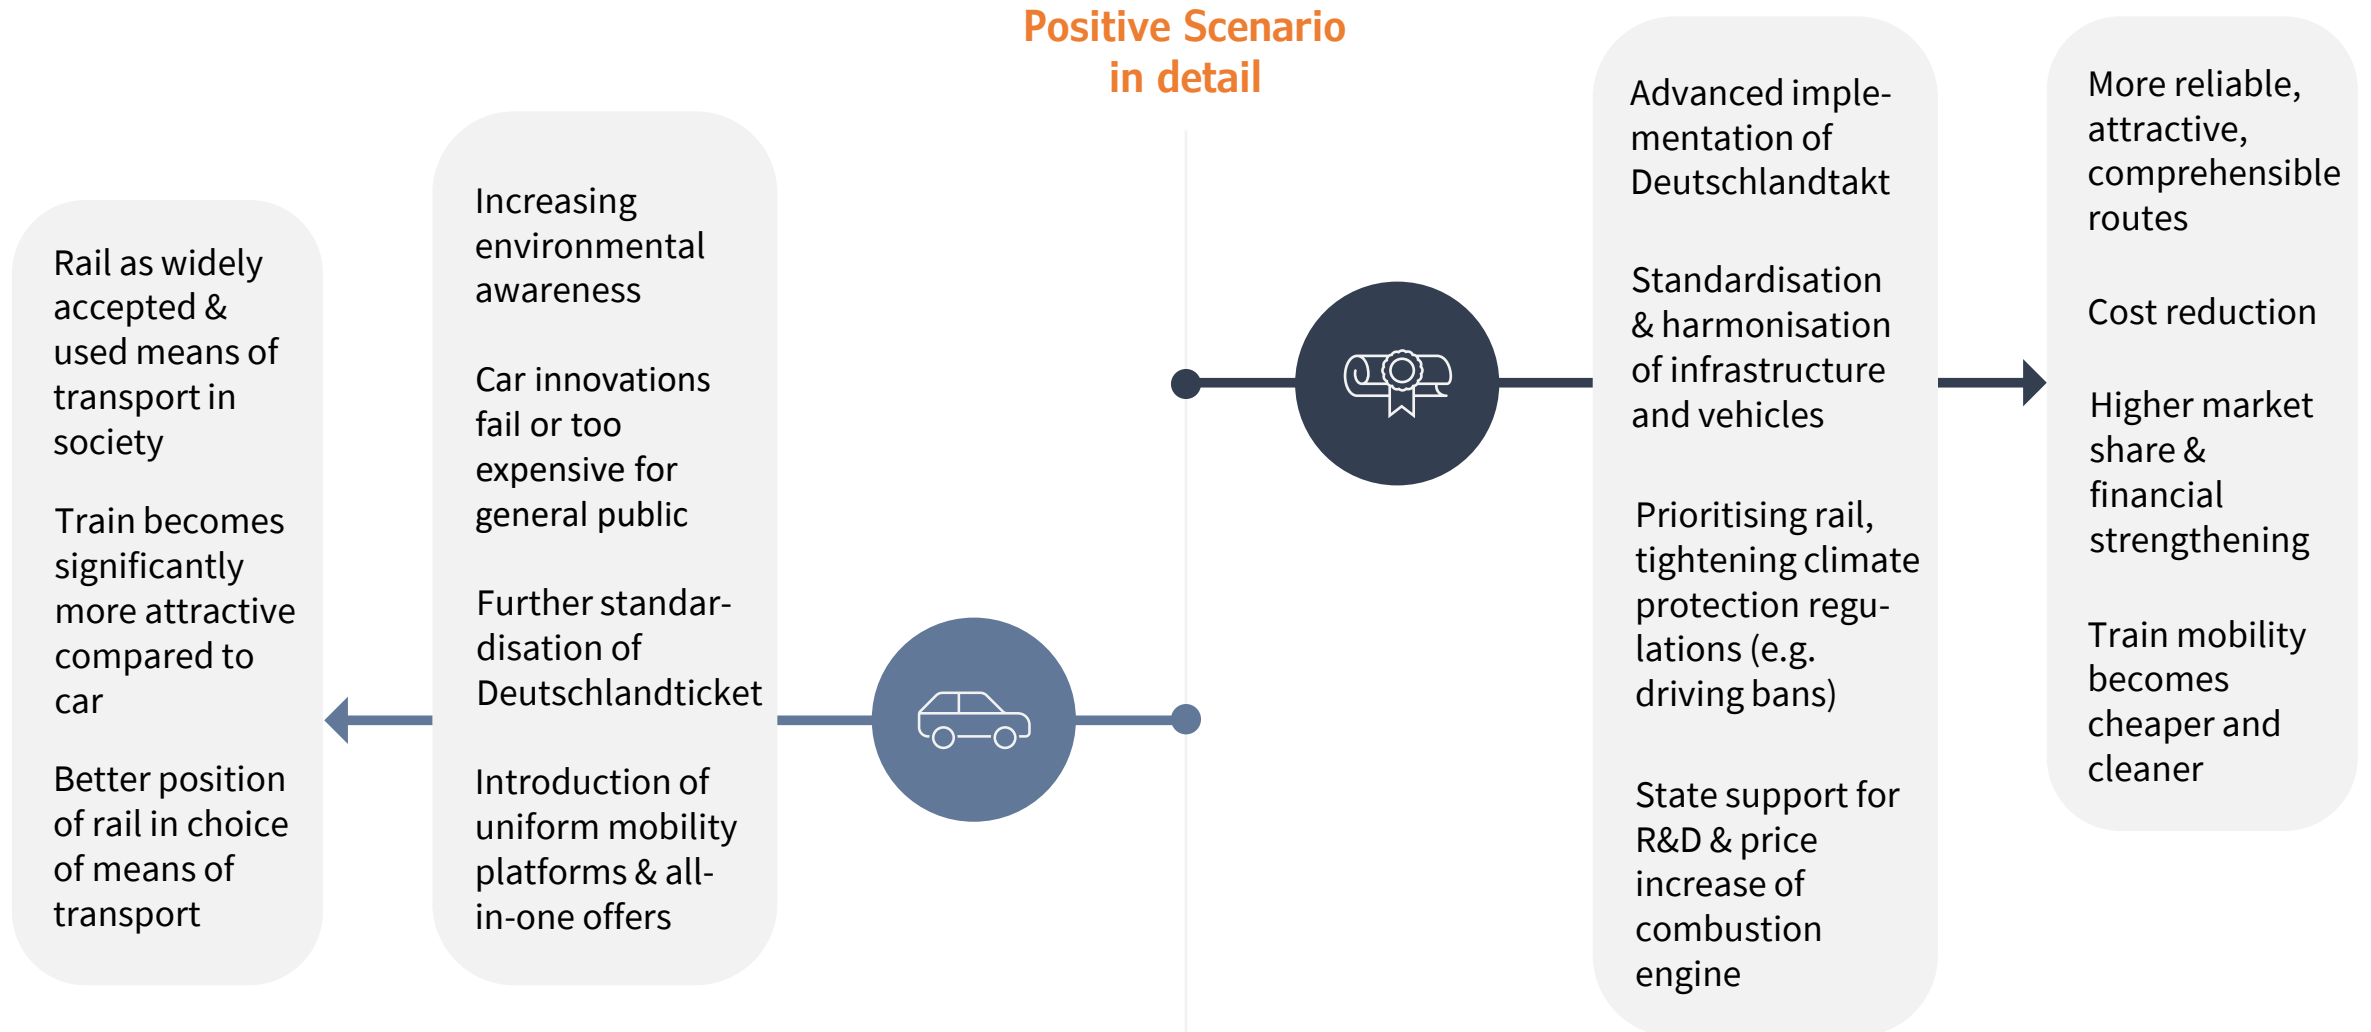 Positive Scenario
in detail
Rail as widely
accepted &
used means of
transport in
society
Train becomes
significantly
more attractive
compared to
car
Better position
of rail in choice
of means of
transport
Increasing
environmental
awareness
Car innovations
fail or too
expensive for
general public
Further standar-
disation of
Deutschlandticket
Introduction of
uniform mobility
platforms & all-
in-one offers
Advanced imple-
mentation of
Deutschlandtakt
Standardisation
& harmonisation
of infrastructure
and vehicles
Prioritising rail,
tightening climate
protection regu-
lations (e.g.
driving bans)
State support for
R&D & price
increase of
combustion
engine
More reliable,
attractive,
comprehensible
routes
Cost reduction
Higher market
share &
financial
strengthening
Train mobility
becomes
cheaper and
cleaner